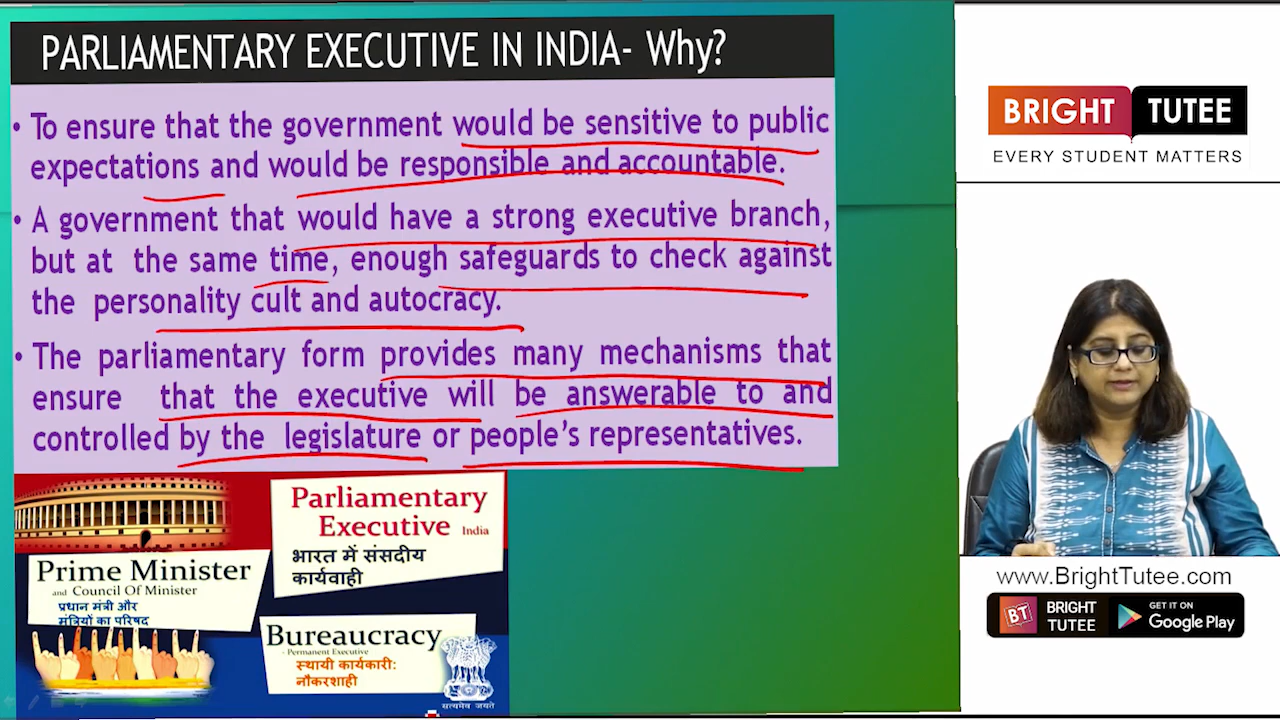 PARLIAMENTARY EXECUTIVE IN INDIA- Why?
• To ensure that the government would be sensitive to public
expectations and would be responsible and accountable.
• A government that would have a strong executive branch,
but at the same time, enough safeguards to check against
the personality cult and autocracy.
• The parliamentary form provides many mechanisms that
ensure that the executive will be answerable to and
controlled by the legislature or people's representatives.
Parliamentary
Executive India
भारत में संसदीय
कार्यवाही
Prime Minister
and Council Of Minister
प्रधान मंत्री और
मंत्रियों का परिषद
Bureaucracy
- Permanent Executive
स्थायी कार्यकारी:
नौकरशाही
सत्यमेव जयते
BRIGHT TUTEE
EVERY STUDENT MATTERS
www.BrightTutee.com
BT BRIGHT TUTEE
GET IT ON
Google Play